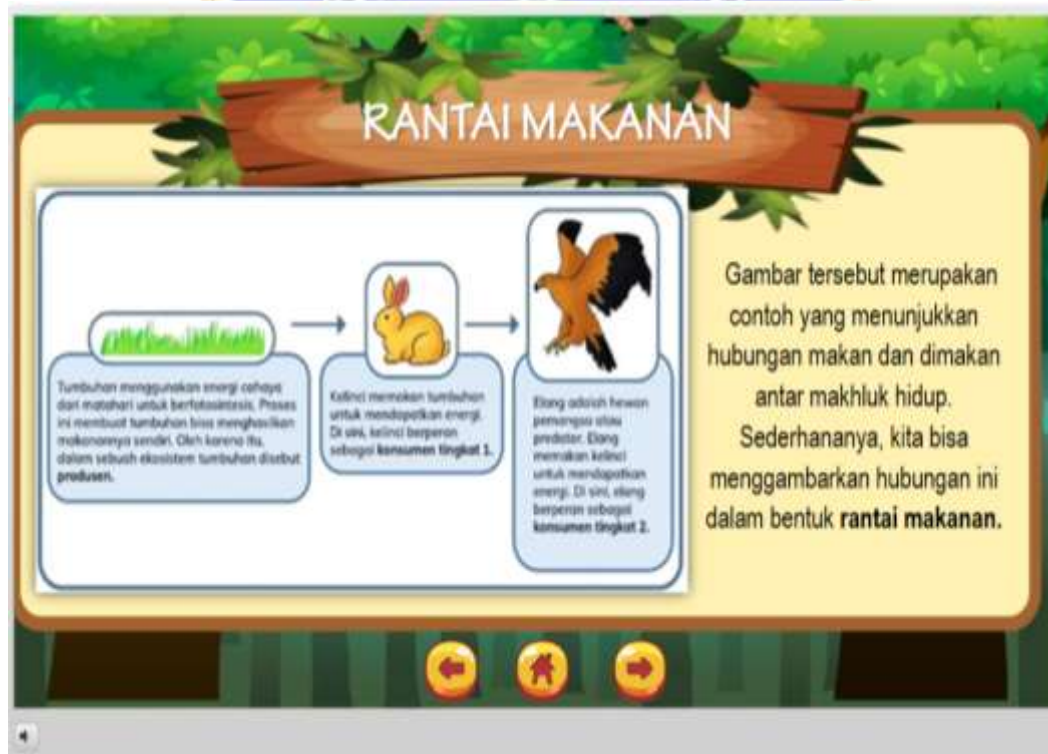 RANTAI MAKANAN
Tumbuhan menggunakan energi cahaya
dari matahari untuk berfotosintesis. Proses
ini membuat tumbuhan bisa menghasilkan
makanannya sendiri. Oleh karena itu,
dalam sebuah ekosistem tumbuhan disebut
produsen.
Kelinci memakan tumbuhan
untuk mendapatkan energi.
Di sini, kelinci berperan
sebagai konsumen tingkat 1.
Elang adalah hewan
pemangsa atau
predator. Elang
memakan kelinci
untuk mendapatkan
energi. Di sini, elang
berperan sebagai
konsumen tingkat 2.
Gambar tersebut merupakan
contoh yang menunjukkan
hubungan makan dan dimakan
antar makhluk hidup.
Sederhananya, kita bisa
menggambarkan hubungan ini
dalam bentuk rantai makanan.